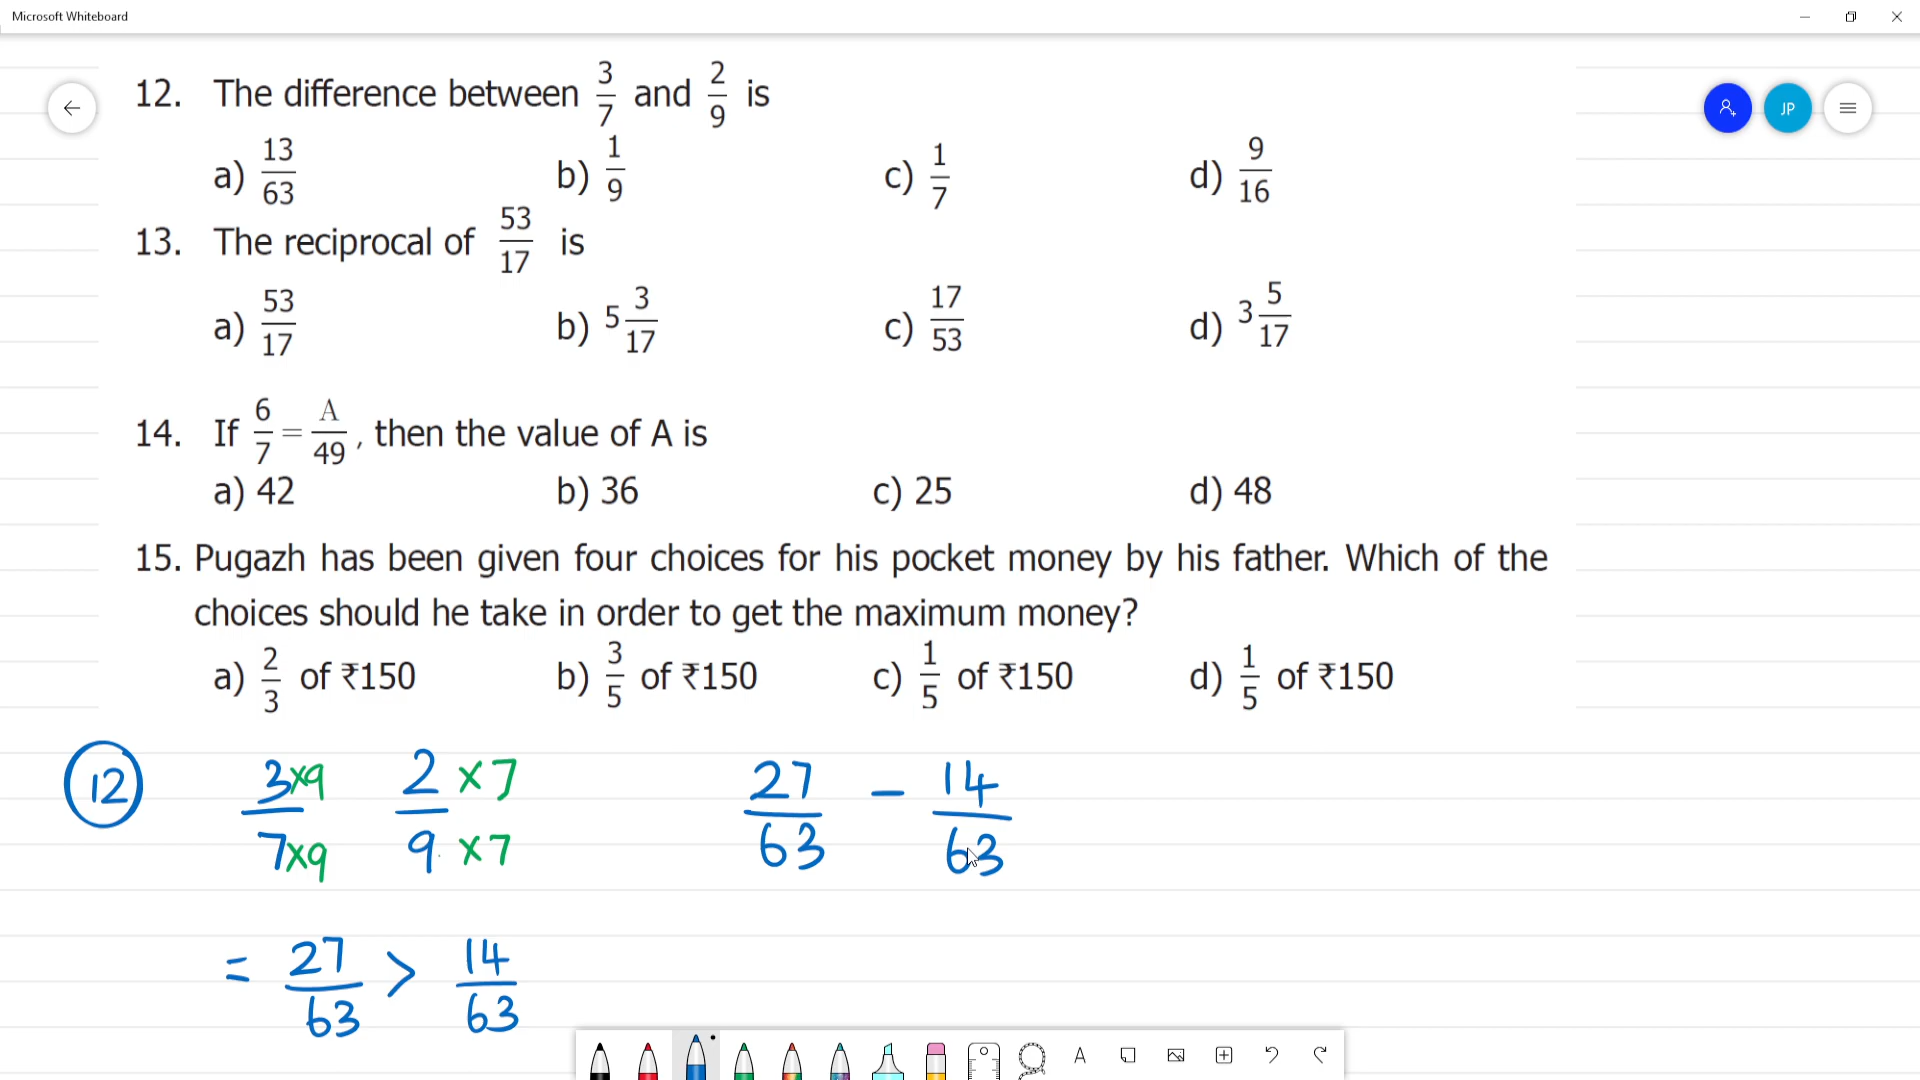 Microsoft Whiteboard
JP
12. The difference between 3/7 and 2/9 is
a) 13/63 b) 1/9 c) 1/7 d) 9/16
13. The reciprocal of 53/17 is
a) 53/17 b) 5 3/17 c) 17/53 d) 3 5/17
14. If 6/7 = A/49, then the value of A is
a) 42 b) 36 c) 25 d) 48
15. Pugazh has been given four choices for his pocket money by his father. Which of the
choices should he take in order to get the maximum money?
a) 2/3 of ₹150 b) 3/5 of ₹150 c) 1/5 of ₹150 d) 1/5 of ₹150
12 3×9/7×9 2×7/9×7 27/63 - 14/63
= 27/63 > 14/63
A